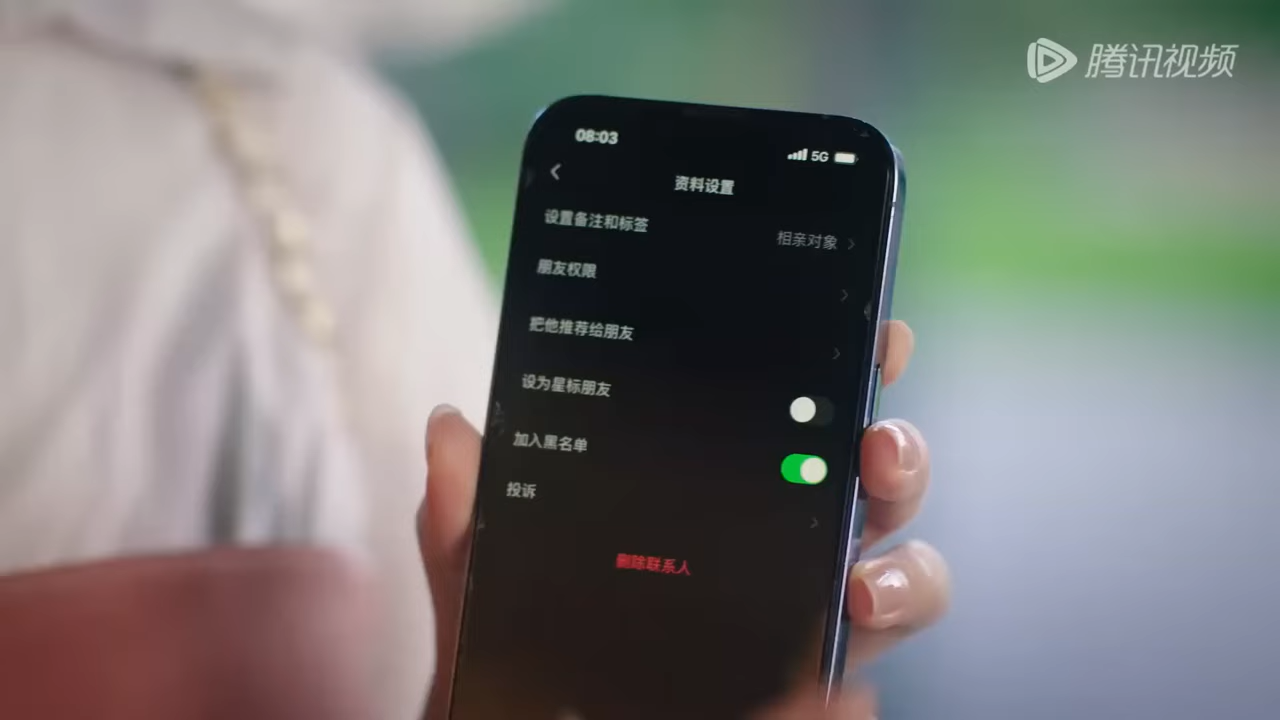 腾讯视频
08:03
5G
资料设置
设置备注和标签 相亲对象
朋友权限
把他推荐给朋友
设为星标朋友
加入黑名单
投诉
删除联系人